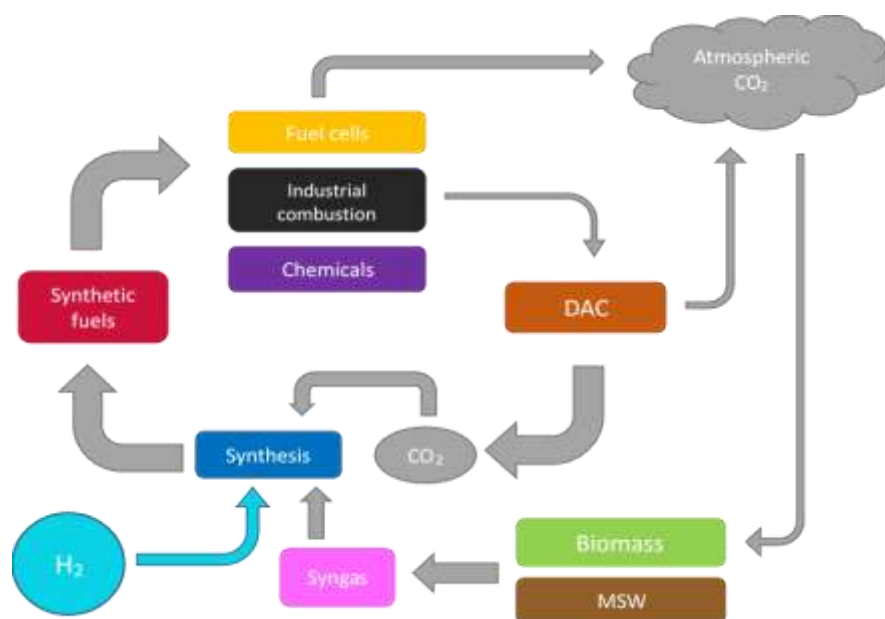 Atmospheric
CO₂
Fuel cells
Industrial
combustion
Chemicals
Synthetic
fuels
DAC
Synthesis
CO₂
H₂
Syngas
Biomass
MSW